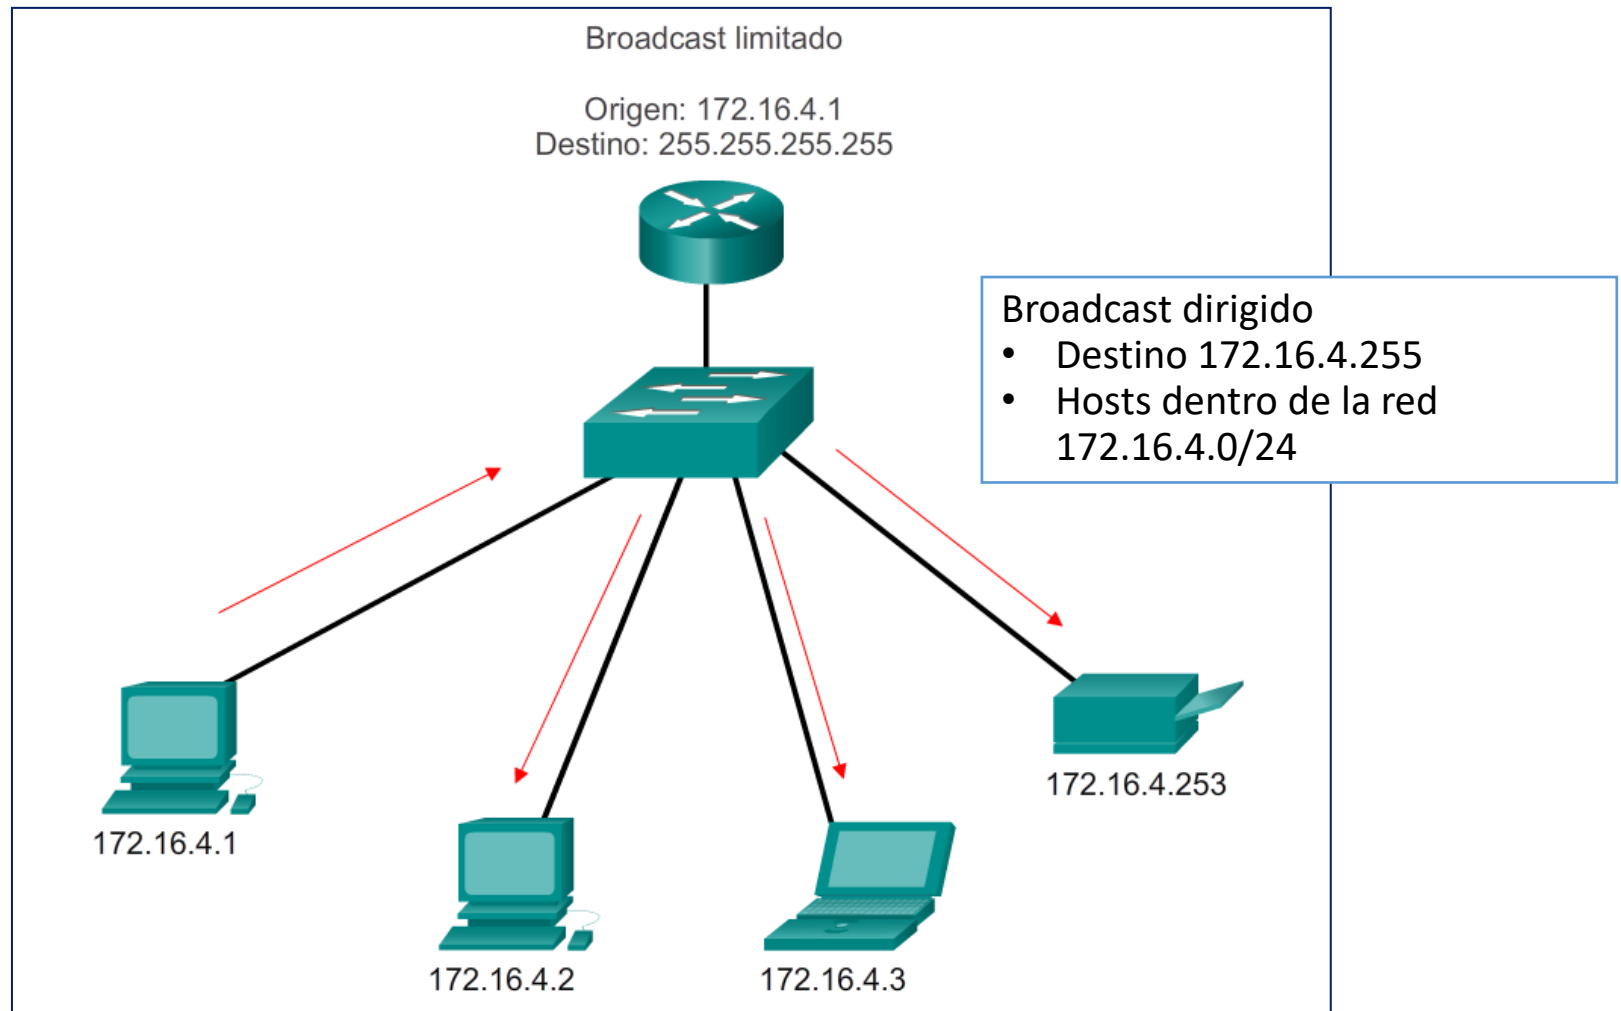 Broadcast limitado
Origen: 172.16.4.1
Destino: 255.255.255.255
Broadcast dirigido
• Destino 172.16.4.255
• Hosts dentro de la red
172.16.4.0/24
172.16.4.253
172.16.4.1
172.16.4.2
172.16.4.3